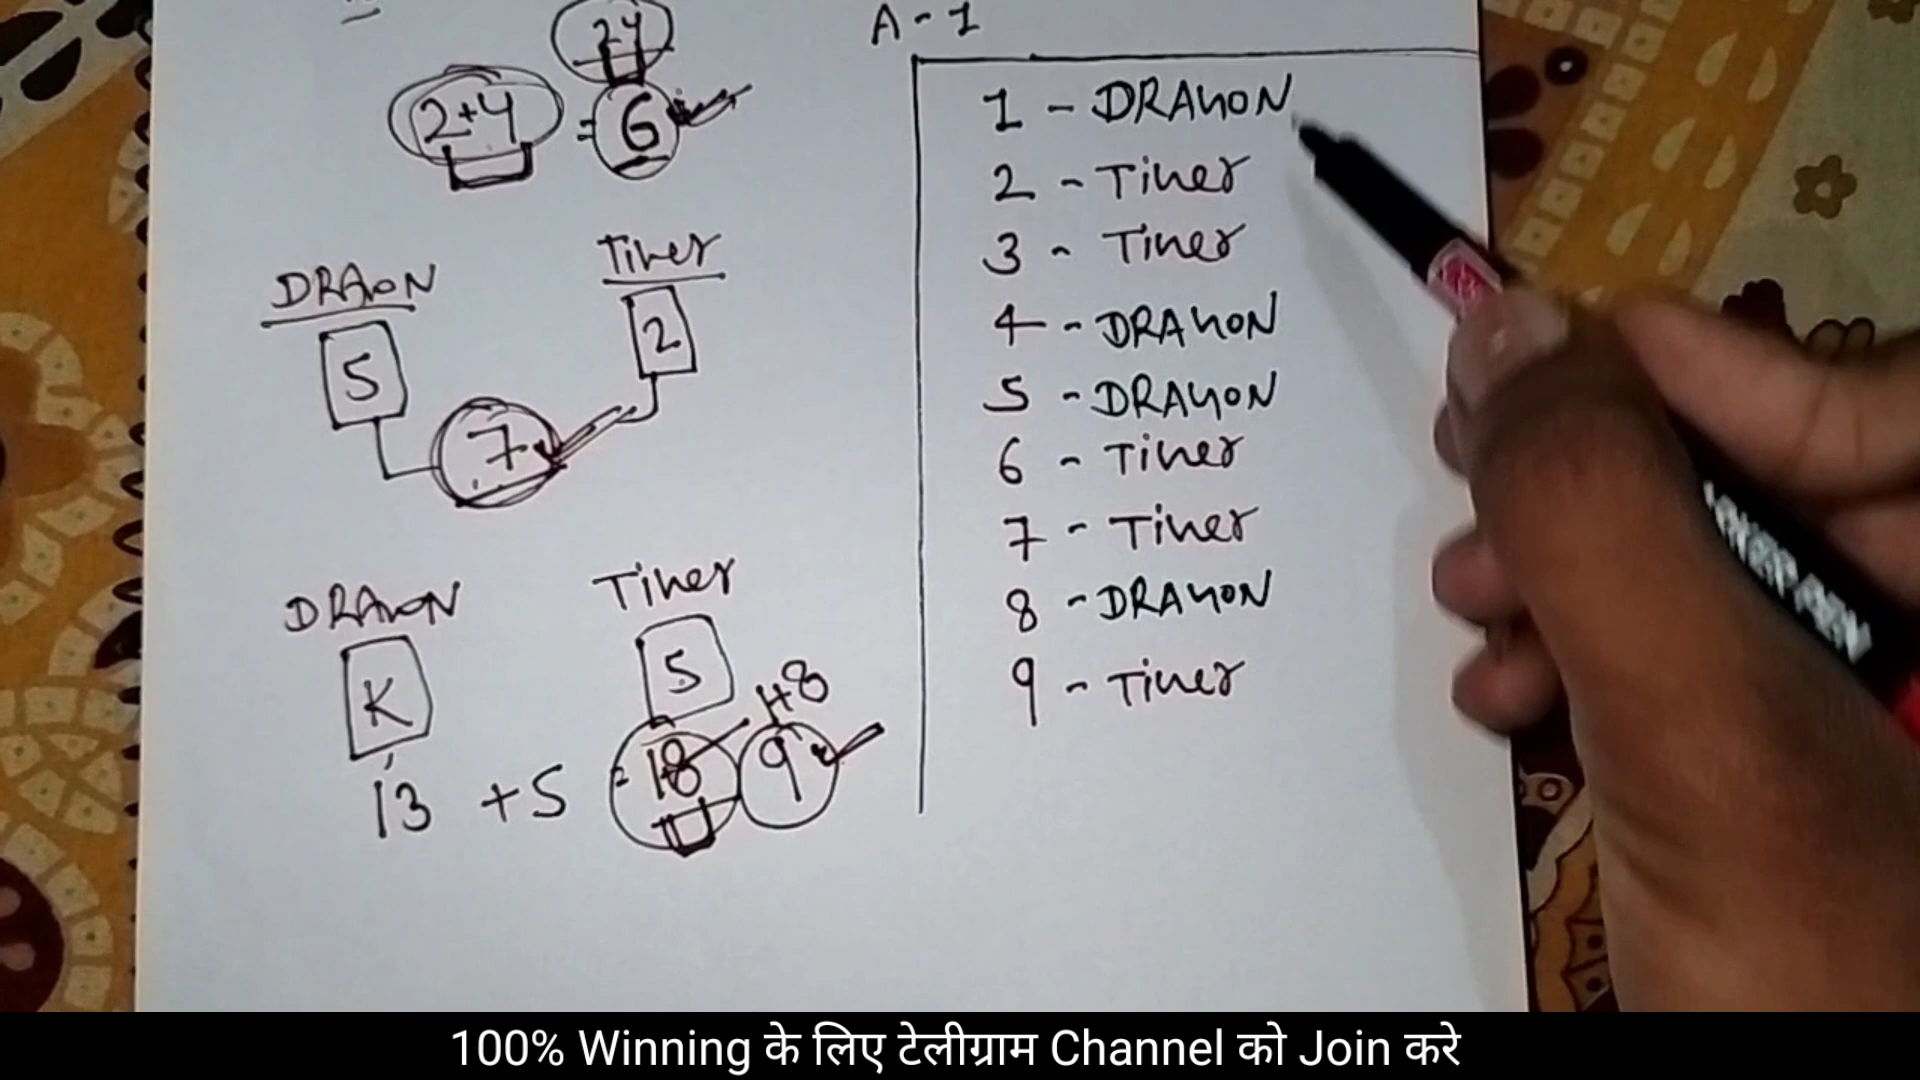 24
2+4 = 6
DRAON Tiger
5 2
7
DRAGON Tiger
K 5
+8
13 +5 = 18 9
A - 1
1 - DRAGON
2 - Tiger
3 - Tiger
4 - DRAGON
5 - DRAGON
6 - Tiger
7 - Tiger
8 - DRAGON
9 - Tiger
100% Winning के लिए टेलीग्राम Channel को Join करे